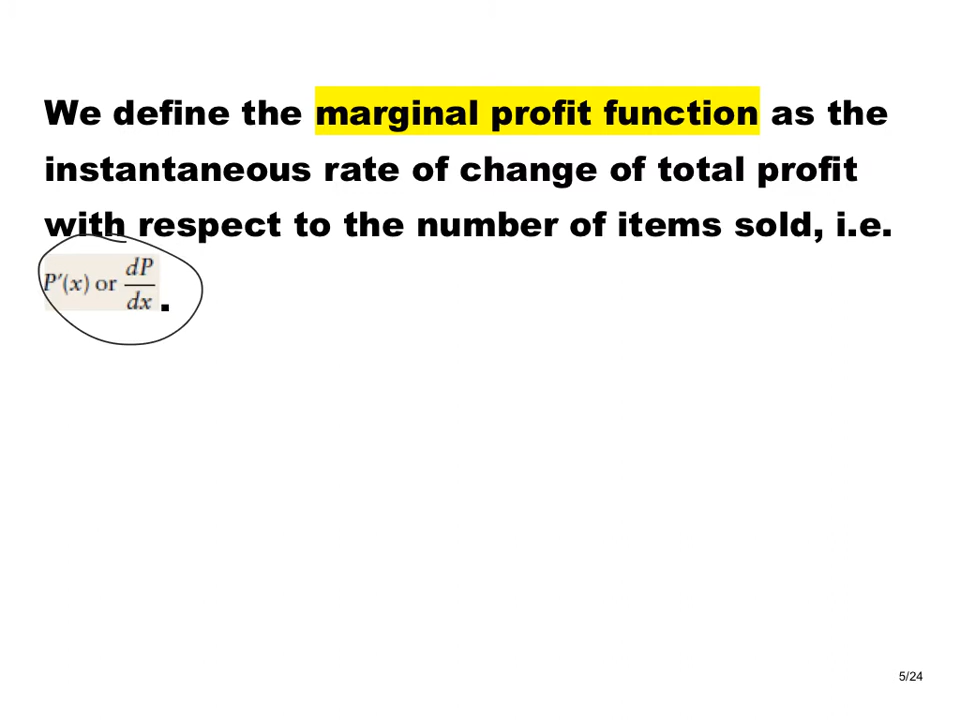 We define the marginal profit function as the
instantaneous rate of change of total profit
with respect to the number of items sold, i.e.
P′(x) or dP/dx.
5/24